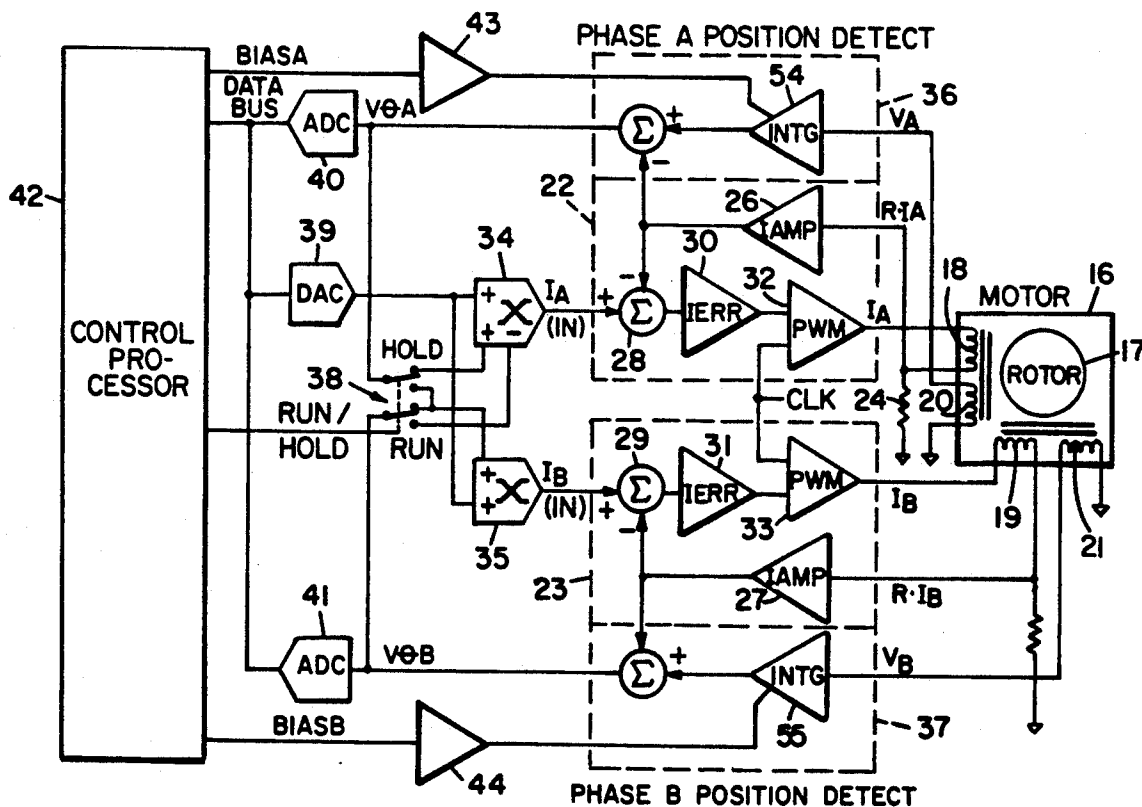 43
PHASE A POSITION DETECT
BIASA
DATA
BUS
VΘA
ADC
40
Σ
+
-
54
INTG
36
VA
42
22
26
IAMP
R·IA
39
DAC
34
+
+
-
X
IA
(IN)
+
-
Σ
28
30
IERR
32
PWM
IA
18
MOTOR
16
17
ROTOR
CONTROL
PRO-
CESSOR
HOLD
38
RUN/
HOLD
RUN
CLK
24
20
29
Σ
31
IERR
PWM
33
IB
19
21
+
+
X
35
IB
(IN)
+
-
23
IAMP
27
R·IB
41
ADC
VΘB
Σ
+
INTG
55
VB
37
BIASB
44
PHASE B POSITION DETECT